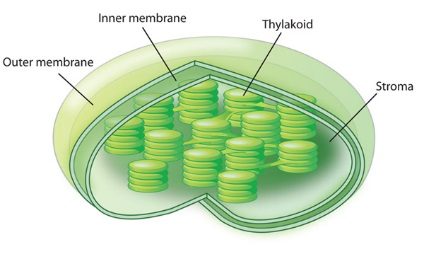 Inner membrane
Thylakoid
Outer membrane
Stroma